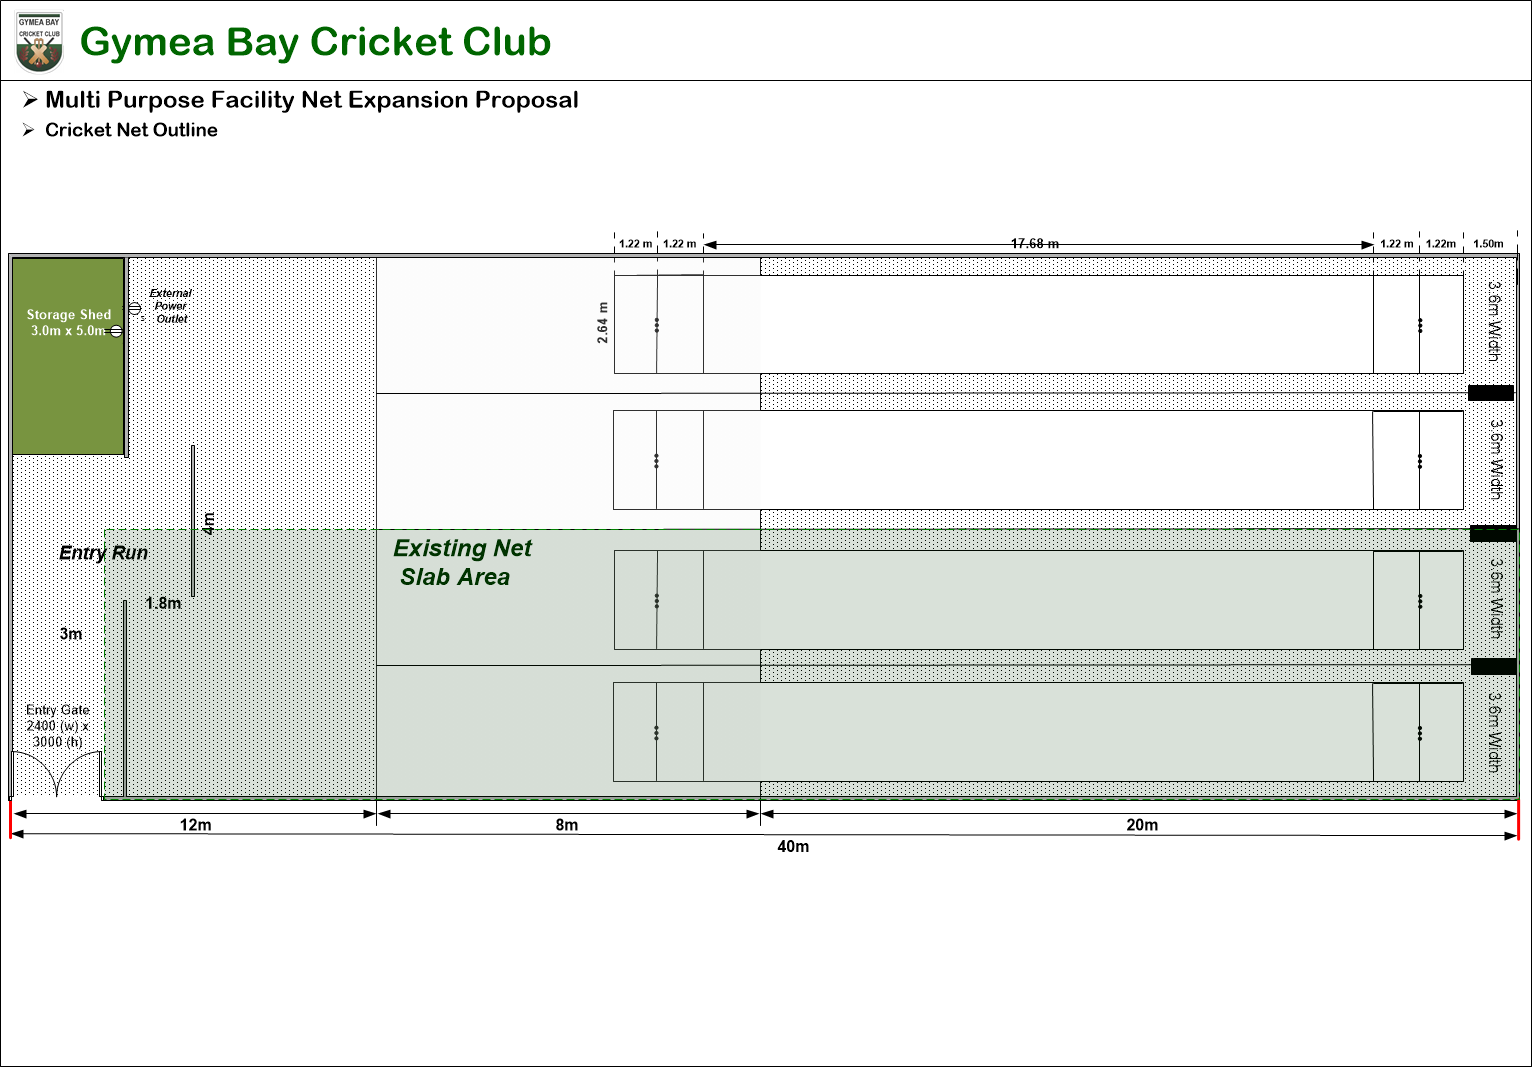 GYMEA BAY
CRICKET CLUB
Gymea Bay Cricket Club
Multi Purpose Facility Net Expansion Proposal
Cricket Net Outline
1.22 m
1.22 m
17.68 m
1.22 m
1.22m
1.50m
Storage Shed
3.0m x 5.0m
External
Power
Outlet
s
2.64 m
3.6m Width
3.6m Width
4m
Entry Run
Existing Net
Slab Area
3.6m Width
1.8m
3m
Entry Gate
2400 (w) x
3000 (h)
3.6m Width
12m
8m
20m
40m